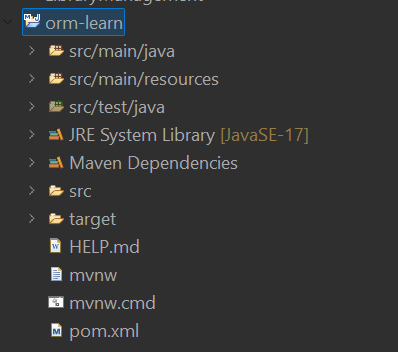 orm-learn
src/main/java
src/main/resources
src/test/java
JRE System Library [JavaSE-17]
Maven Dependencies
src
target
HELP.md
mvnw
mvnw.cmd
pom.xml